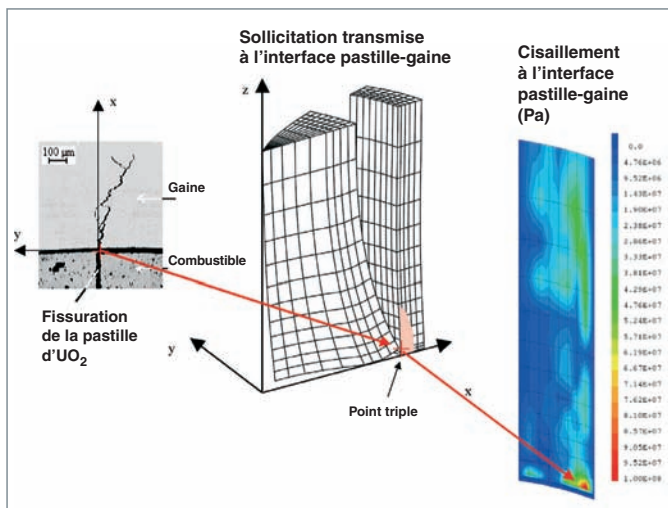 Sollicitation transmise
à l'interface pastille-gaine
Cisaillement
à l'interface
pastille-gaine
(Pa)
z
x
100 µm
Gaine
y
Combustible
Fissuration
de la pastille
d'UO₂
y
Point triple
x
0.0
4.76E+06
9.52E+06
1.43E+07
1.90E+07
2.38E+07
2.86E+07
3.33E+07
3.81E+07
4.29E+07
4.76E+07
5.24E+07
5.71E+07
6.19E+07
6.67E+07
7.14E+07
7.62E+07
8.10E+07
8.57E+07
9.05E+07
9.52E+07
1.00E+08